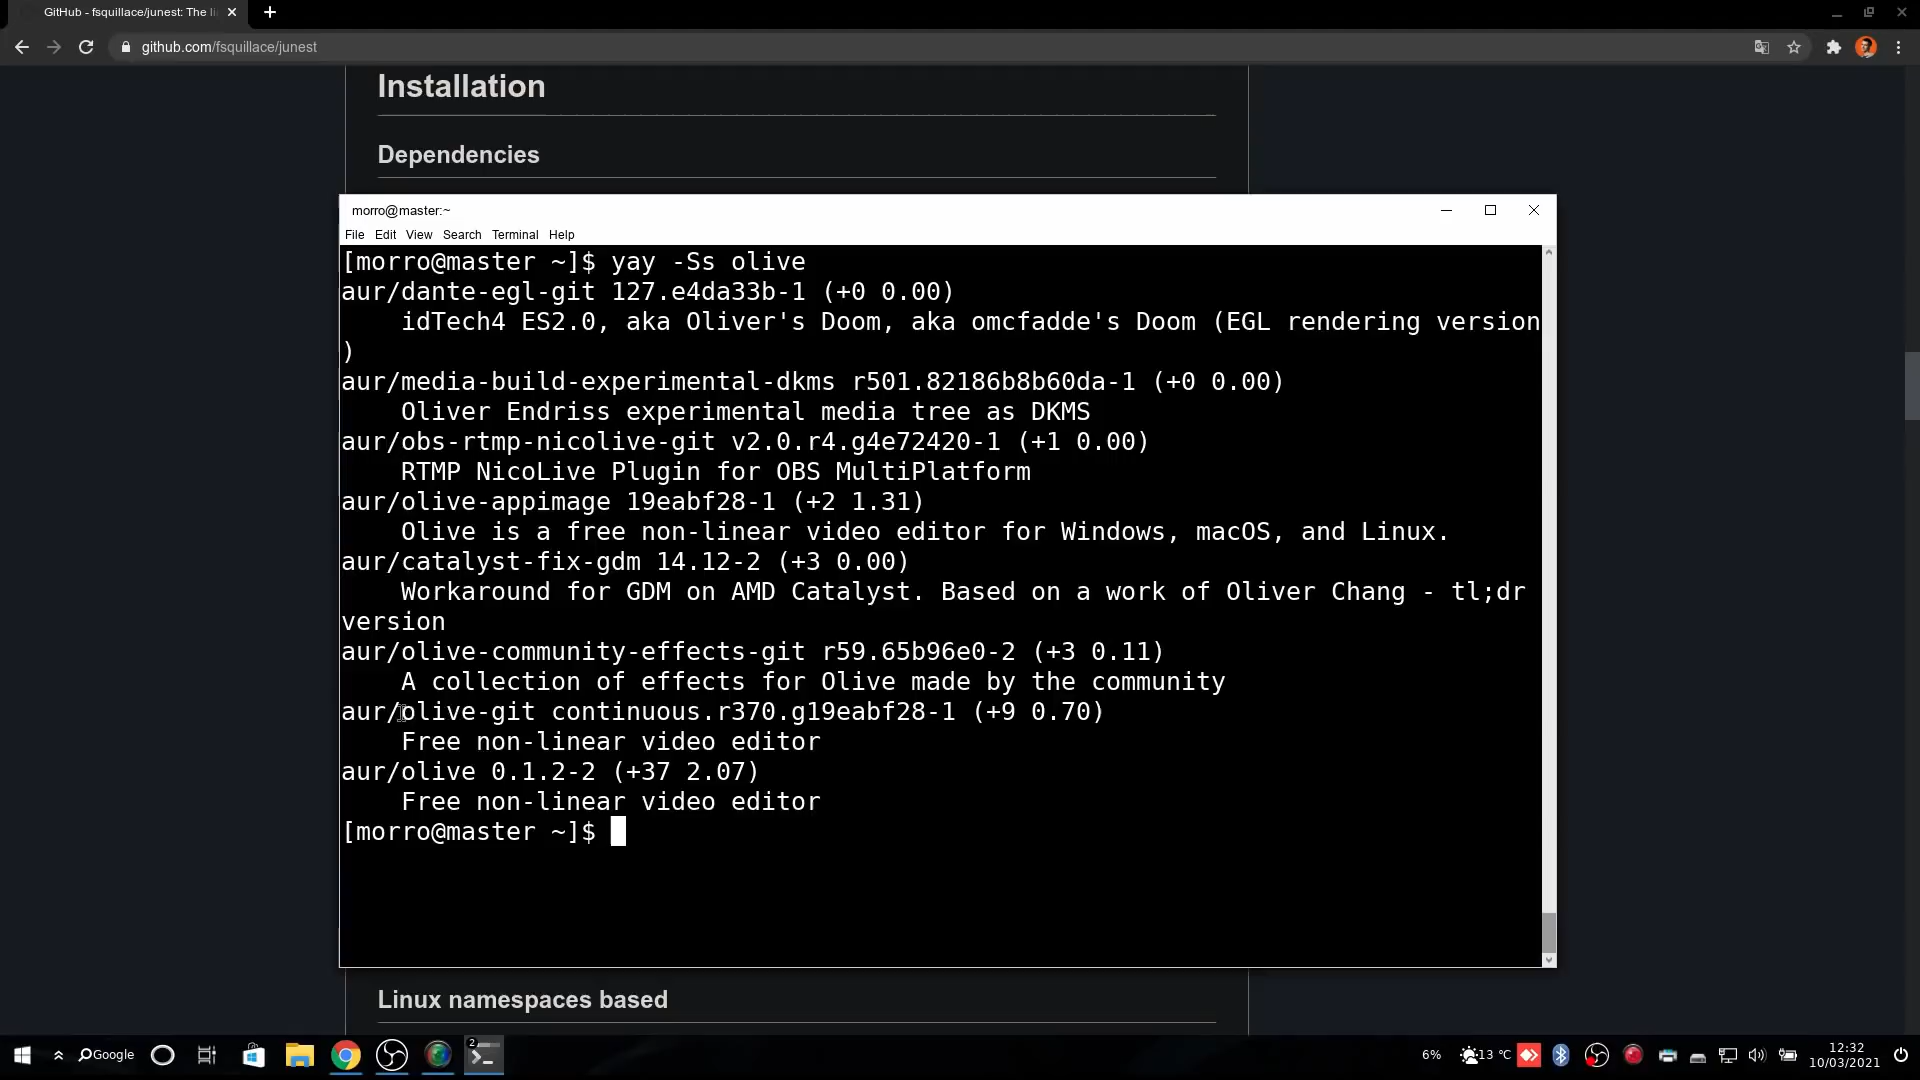 GitHub - fsquillace/junest: The li
github.com/fsquillace/junest
Installation
Dependencies
morro@master:~
File Edit View Search Terminal Help
[morro@master ~]$ yay -Ss olive
aur/dante-egl-git 127.e4da33b-1 (+0 0.00)
idTech4 ES2.0, aka Oliver's Doom, aka omcfadde's Doom (EGL rendering version
)
aur/media-build-experimental-dkms r501.82186b8b60da-1 (+0 0.00)
Oliver Endriss experimental media tree as DKMS
aur/obs-rtmp-nicolive-git v2.0.r4.g4e72420-1 (+1 0.00)
RTMP NicoLive Plugin for OBS MultiPlatform
aur/olive-appimage 19eabf28-1 (+2 1.31)
Olive is a free non-linear video editor for Windows, macOS, and Linux.
aur/catalyst-fix-gdm 14.12-2 (+3 0.00)
Workaround for GDM on AMD Catalyst. Based on a work of Oliver Chang - tl;dr
version
aur/olive-community-effects-git r59.65b96e0-2 (+3 0.11)
A collection of effects for Olive made by the community
aur/olive-git continuous.r370.g19eabf28-1 (+9 0.70)
Free non-linear video editor
aur/olive 0.1.2-2 (+37 2.07)
Free non-linear video editor
[morro@master ~]$
Linux namespaces based
Google
2
6%
13 °C
12:32
10/03/2021